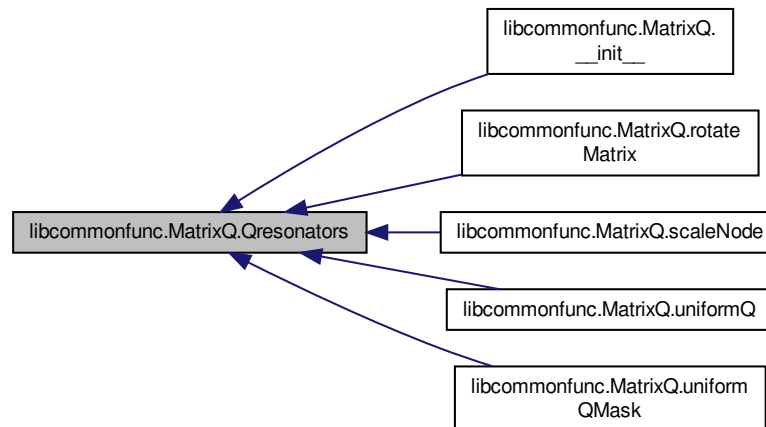 libcommonfunc.MatrixQ.
__init__
libcommonfunc.MatrixQ.rotate
Matrix
libcommonfunc.MatrixQ.Qresonators
libcommonfunc.MatrixQ.scaleNode
libcommonfunc.MatrixQ.uniformQ
libcommonfunc.MatrixQ.uniform
QMask